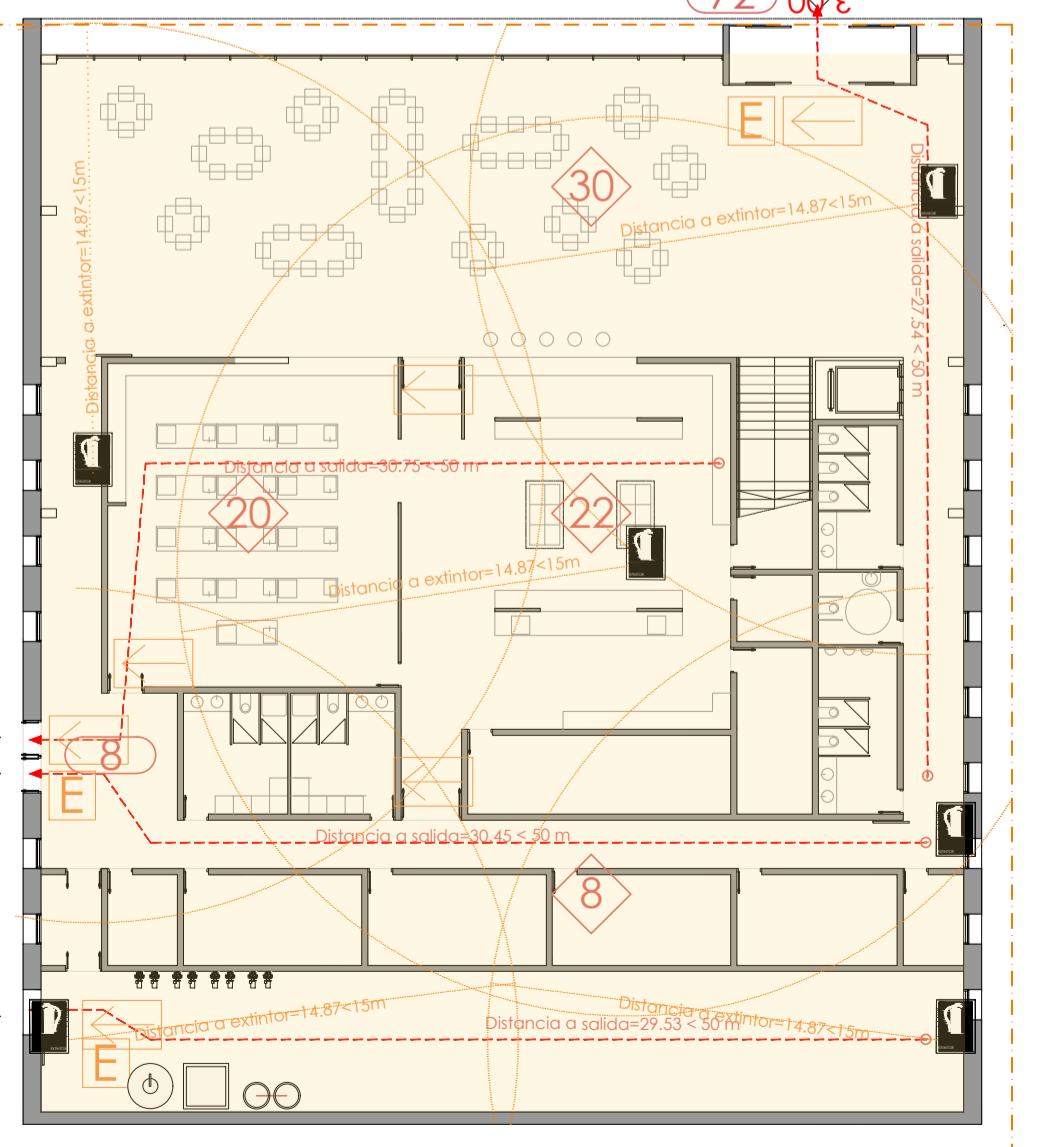 72
3.00
E
Distancia a extintor=14.87<15m
30
Distancia a extintor=14.87<15m
Distancia a salida=27.54 < 50 m
Distancia a salida=30.75 < 50 m
20
22
Distancia a extintor=14.87<15m
8
E
Distancia a salida=30.45 < 50 m
8
Distancia a extintor=14.87<15m
Distancia a extintor=14.87<15m
Distancia a salida=29.53 < 50 m
E